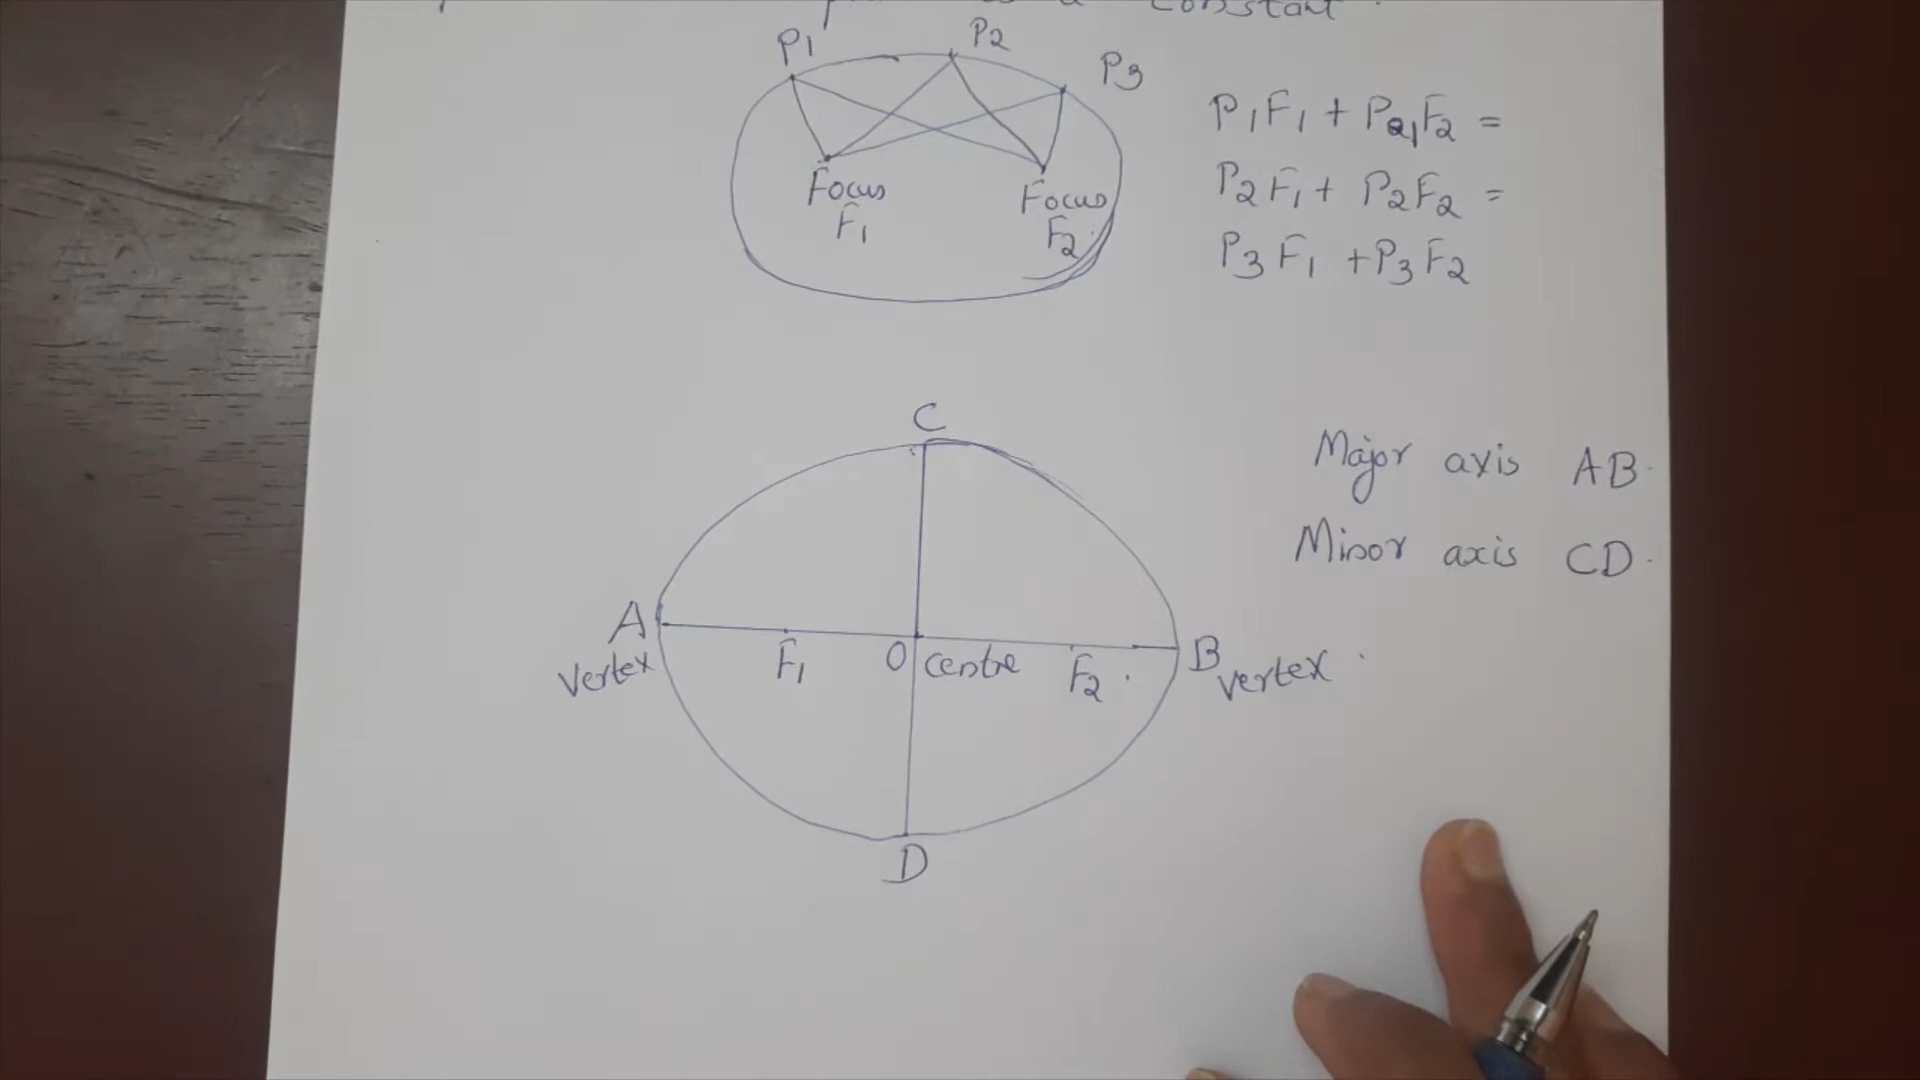 constant.
P1
P2
P3
Focus
F1
Focus
F2
P1F1 + P1F2 =
P2F1 + P2F2 =
P3F1 + P3F2
C
A
Vertex
F1
O centre
F2
B
Vertex
D
Major axis AB
Minor axis CD